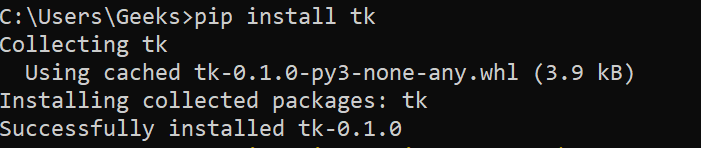 C:\Users\Geeks>pip install tk
Collecting tk
  Using cached tk-0.1.0-py3-none-any.whl (3.9 kB)
Installing collected packages: tk
Successfully installed tk-0.1.0